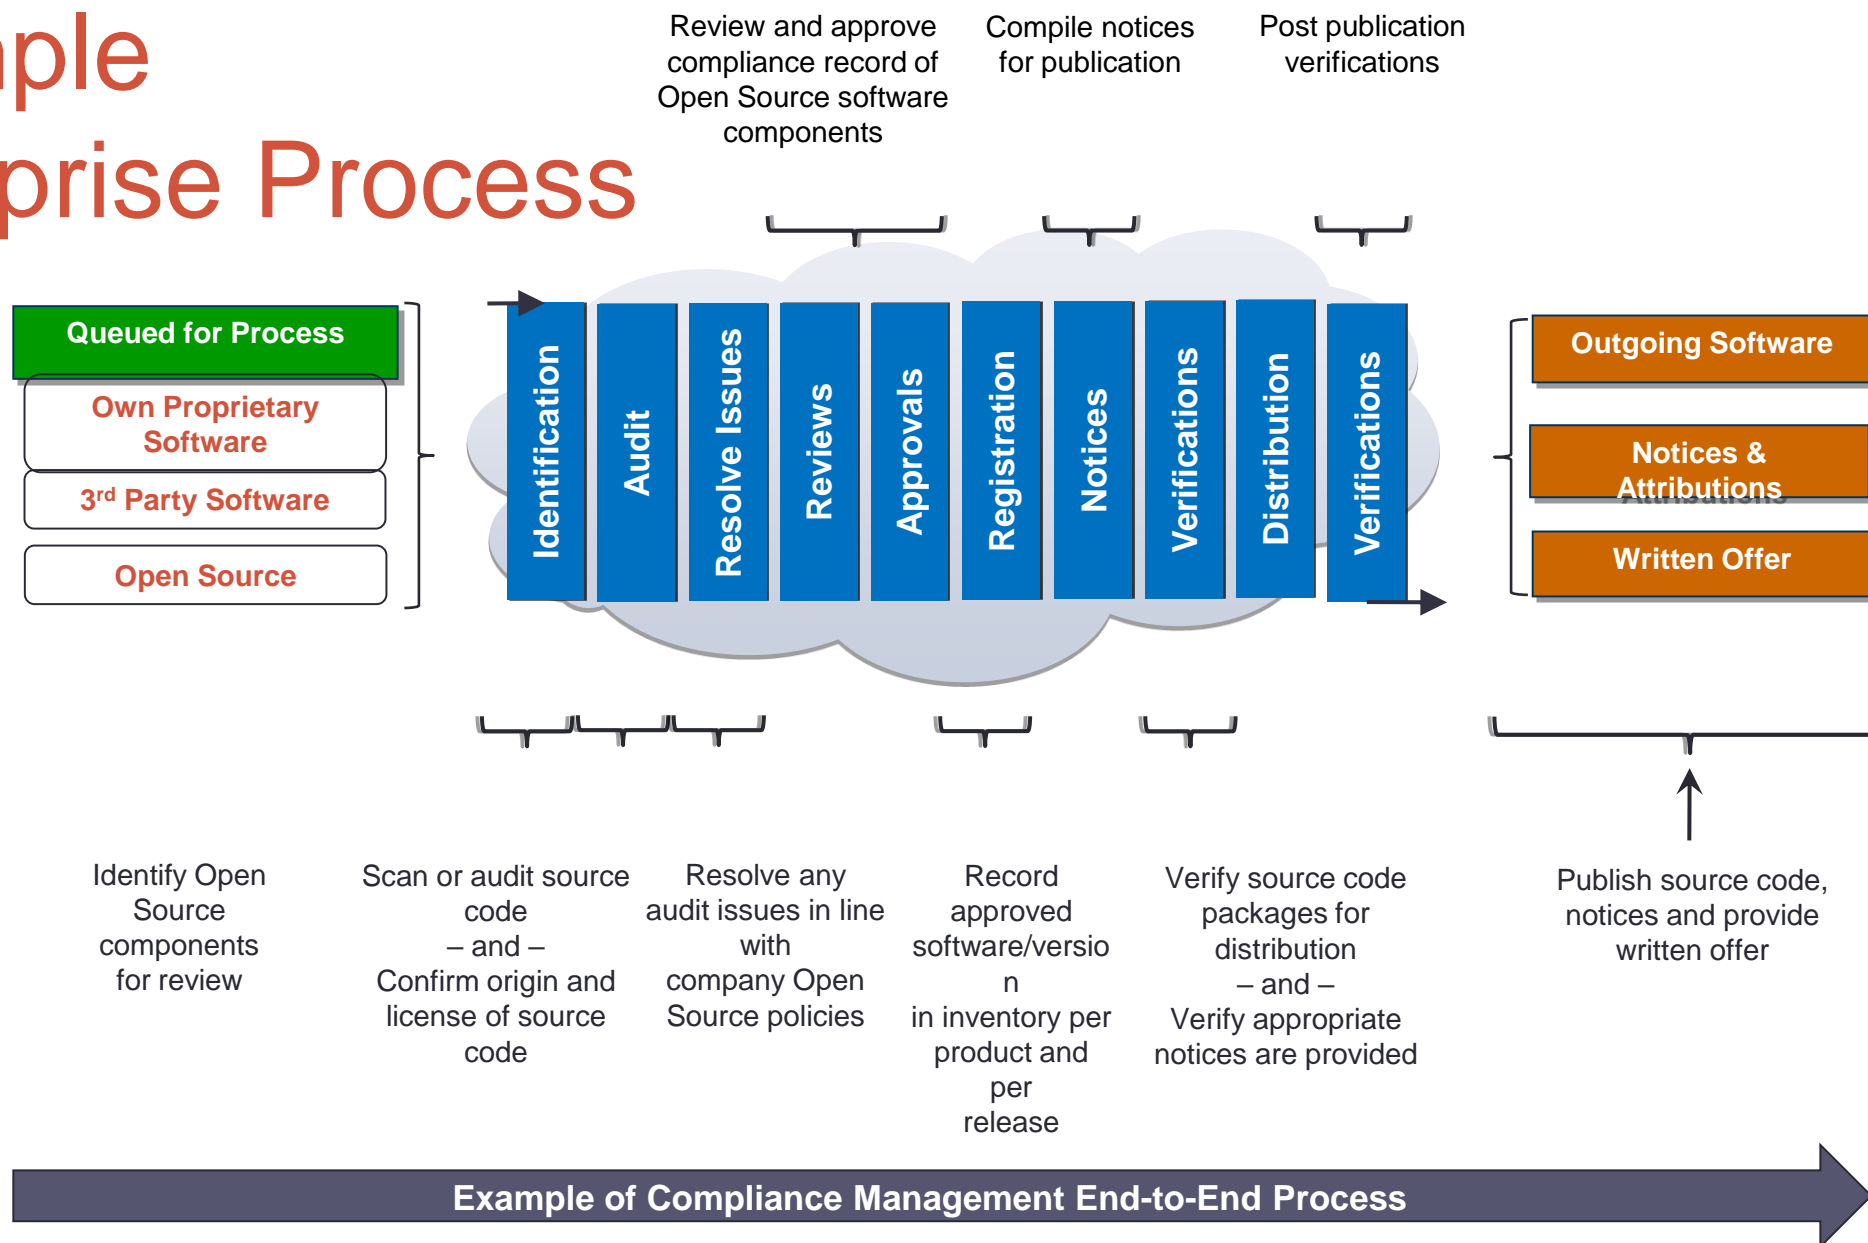 nple
prise Process
Review and approve
compliance record of
Open Source software
components
Compile notices
for publication
Post publication
verifications
Queued for Process
Own Proprietary
Software
3rd Party Software
Open Source
Identification
Audit
Resolve Issues
Reviews
Approvals
Registration
Notices
Verifications
Distribution
Verifications
Outgoing Software
Notices &
Attributions
Written Offer
Identify Open
Source
components
for review
Scan or audit source
code
– and –
Confirm origin and
license of source
code
Resolve any
audit issues in line
with
company Open
Source policies
Record
approved
software/versio
n
in inventory per
product and
per
release
Verify source code
packages for
distribution
– and –
Verify appropriate
notices are provided
Publish source code,
notices and provide
written offer
Example of Compliance Management End-to-End Process